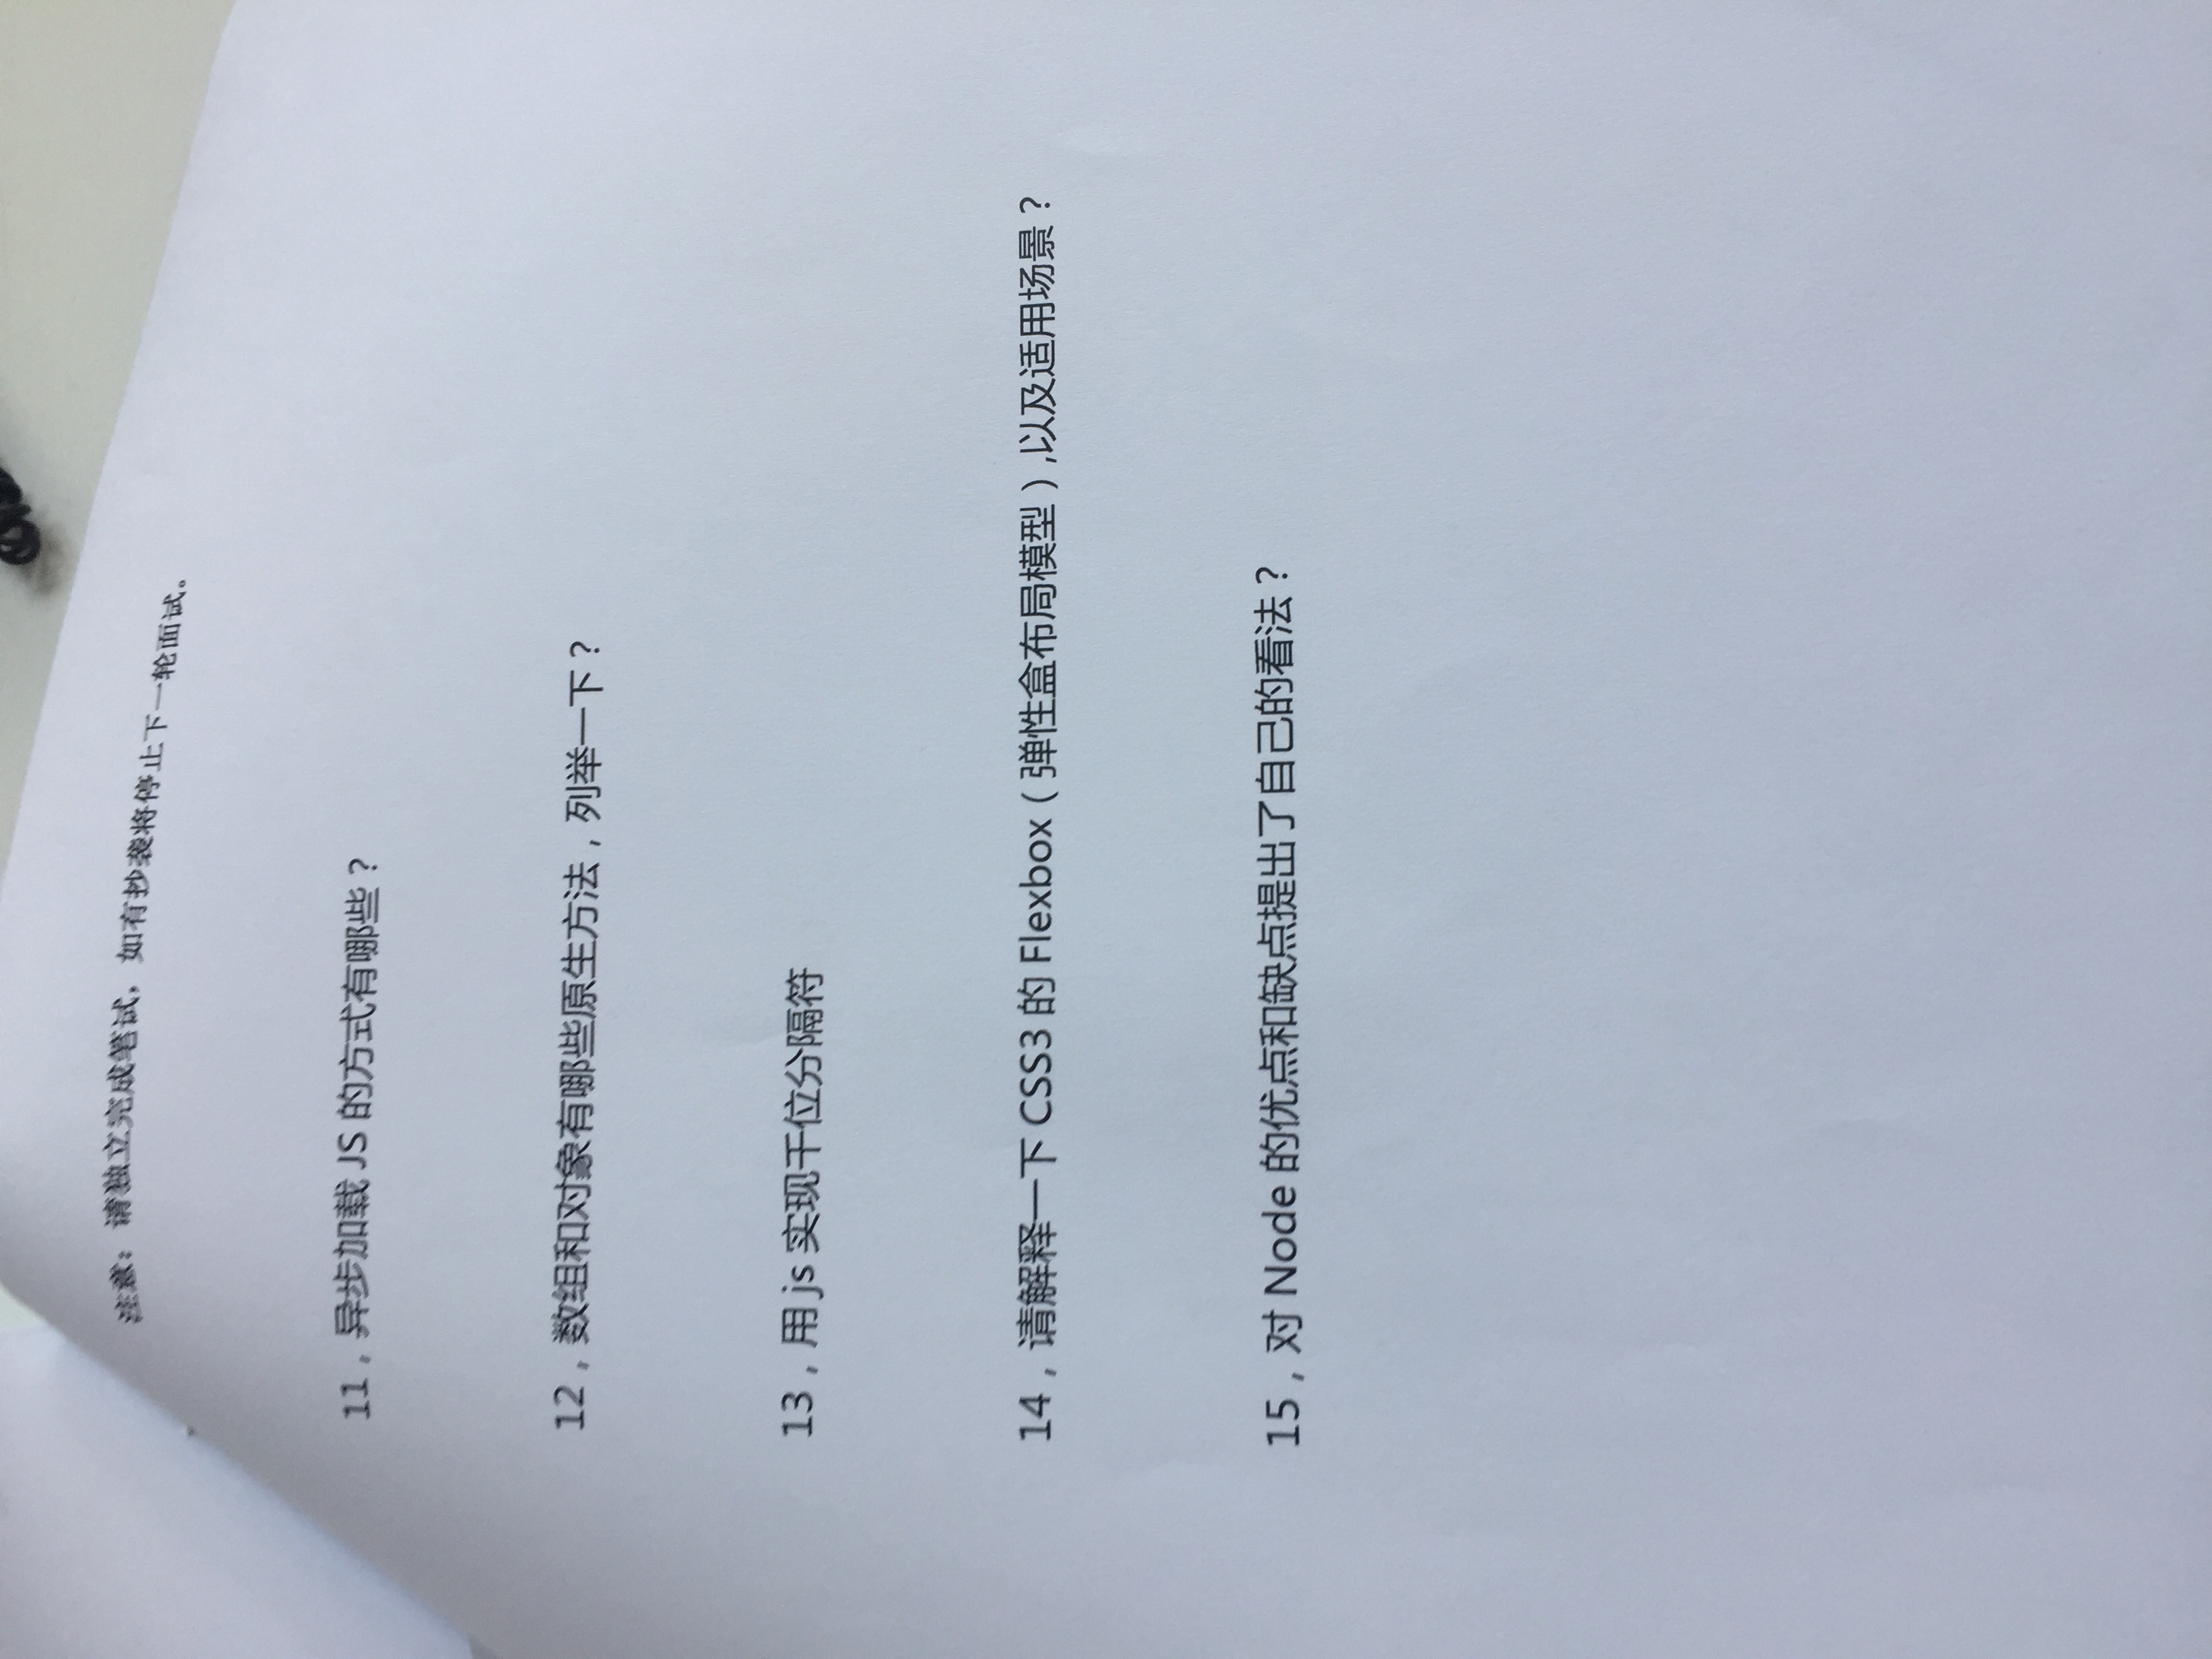 注意：请独立完成笔试，如有抄袭将停止下一轮面试。
11，异步加载 JS 的方式有哪些？
12，数组和对象有哪些原生方法，列举一下？
13，用 js 实现千位分隔符
14，请解释一下 CSS3 的 Flexbox（弹性盒布局模型）,以及适用场景？
15，对 Node 的优点和缺点提出了自己的看法？